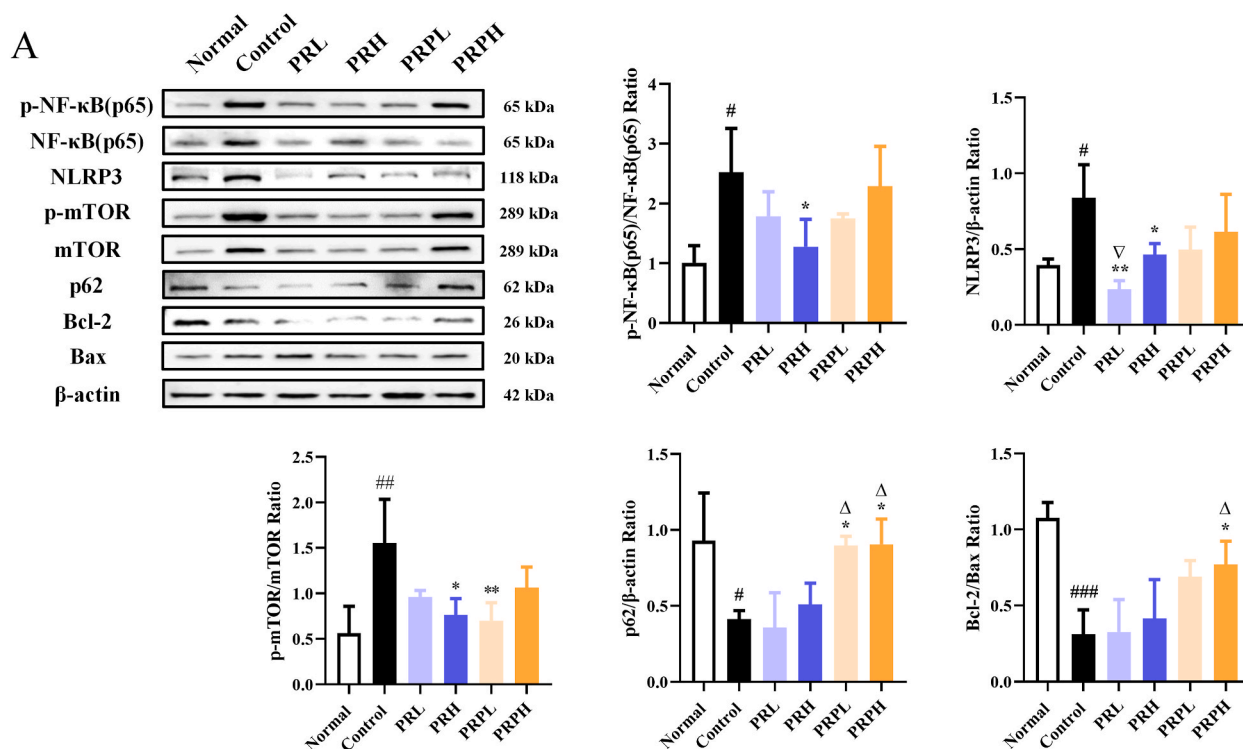 A
Normal
Control
PRL
PRH
PRPL
PRPH
p-NF-κB(p65) 65 kDa
NF-κB(p65) 65 kDa
NLRP3 118 kDa
p-mTOR 289 kDa
mTOR 289 kDa
p62 62 kDa
Bcl-2 26 kDa
Bax 20 kDa
β-actin 42 kDa
p-NF-κB(p65)/NF-κB(p65) Ratio
4
3
2
1
0
#
*
Normal
Control
PRL
PRH
PRPL
PRPH
NLRP3/β-actin Ratio
1.5
1.0
0.5
0.0
#
∇
**
*
Normal
Control
PRL
PRH
PRPL
PRPH
p-mTOR/mTOR Ratio
2.5
2.0
1.5
1.0
0.5
0.0
##
*
**
Normal
Control
PRL
PRH
PRPL
PRPH
p62/β-actin Ratio
1.5
1.0
0.5
0.0
#
Δ
*
Δ
*
Normal
Control
PRL
PRH
PRPL
PRPH
Bcl-2/Bax Ratio
1.5
1.0
0.5
0.0
###
Δ
*
Normal
Control
PRL
PRH
PRPL
PRPH